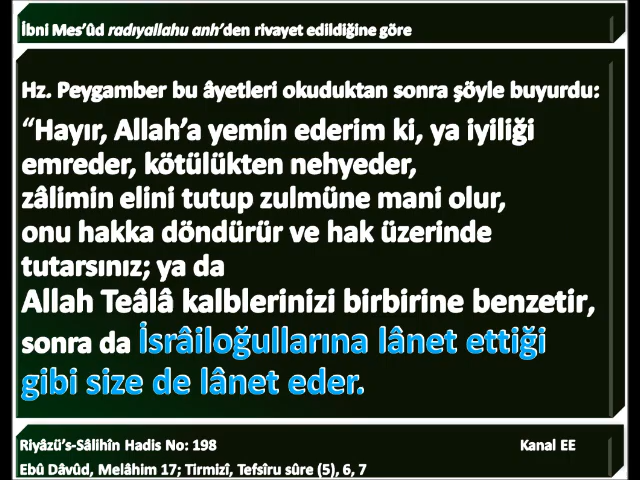 İbni Mes’ûd radıyallahu anh’den rivayet edildiğine göre
Hz. Peygamber bu âyetleri okuduktan sonra şöyle buyurdu:
“Hayır, Allah’a yemin ederim ki, ya iyiliği
emreder, kötülükten nehyeder,
zâlimin elini tutup zulmüne mani olur,
onu hakka döndürür ve hak üzerinde
tutarsınız; ya da
Allah Teâlâ kalblerinizi birbirine benzetir,
sonra da İsrâiloğullarına lânet ettiği
gibi size de lânet eder.
Riyâzü’s-Sâlihîn Hadis No: 198 Kanal EE
Ebû Dâvûd, Melâhim 17; Tirmizî, Tefsîru sûre (5), 6, 7